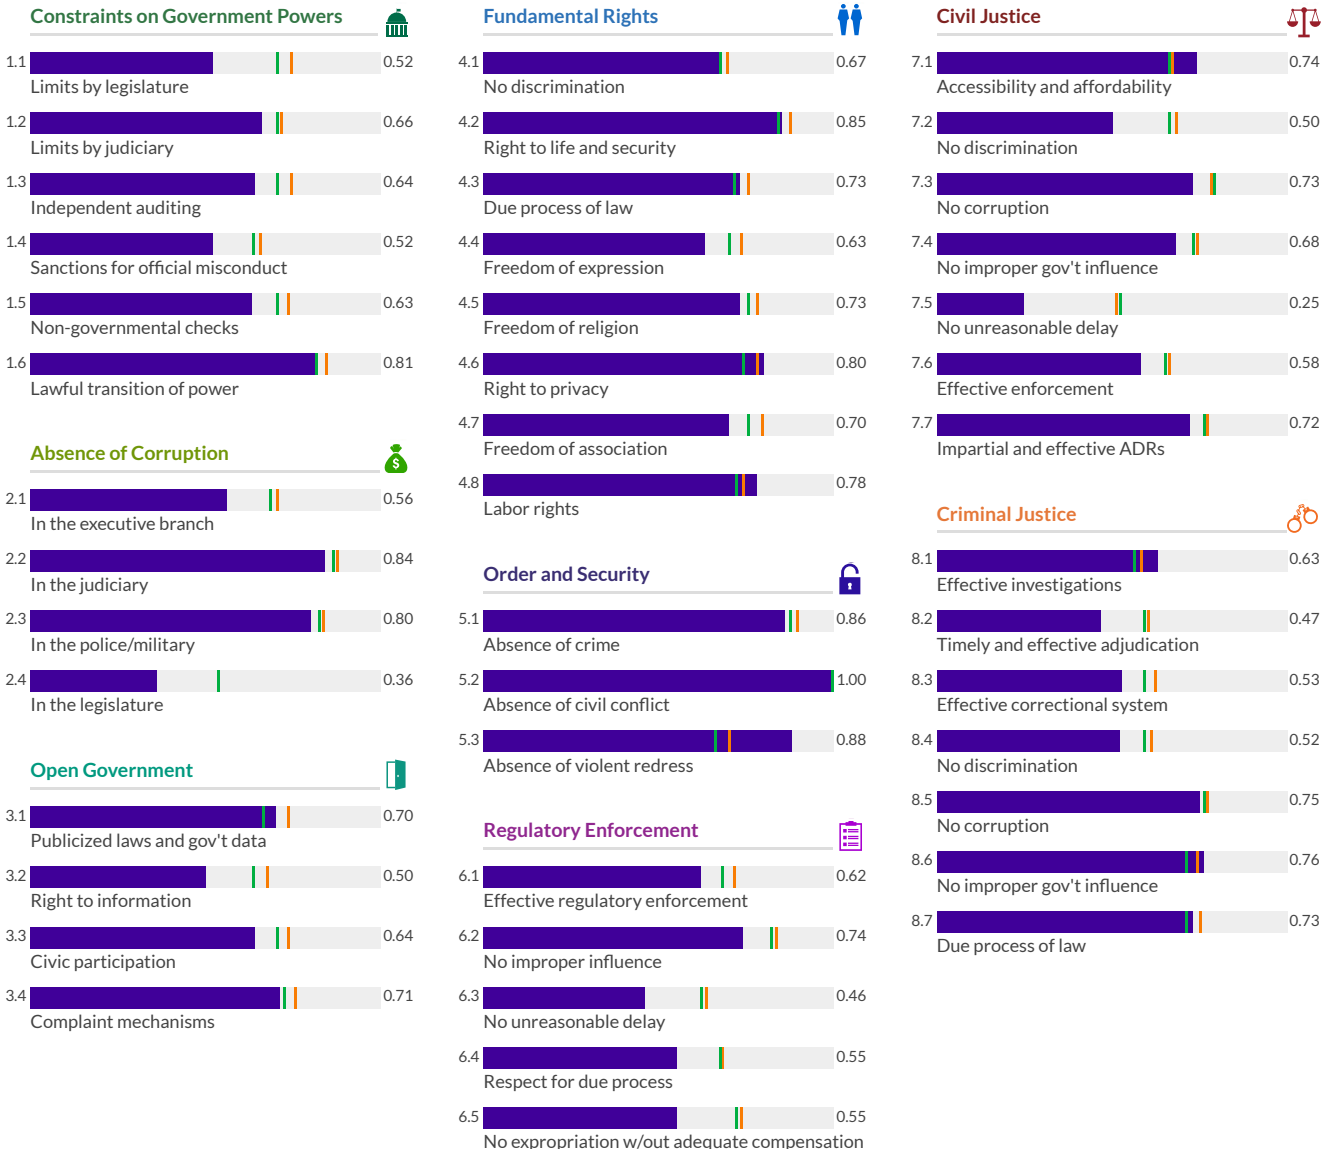 Constraints on Government Powers
1.1 0.52
Limits by legislature
1.2 0.66
Limits by judiciary
1.3 0.64
Independent auditing
1.4 0.52
Sanctions for official misconduct
1.5 0.63
Non-governmental checks
1.6 0.81
Lawful transition of power
Absence of Corruption
$
2.1 0.56
In the executive branch
2.2 0.84
In the judiciary
2.3 0.80
In the police/military
2.4 0.36
In the legislature
Open Government
3.1 0.70
Publicized laws and gov't data
3.2 0.50
Right to information
3.3 0.64
Civic participation
3.4 0.71
Complaint mechanisms
Fundamental Rights
4.1 0.67
No discrimination
4.2 0.85
Right to life and security
4.3 0.73
Due process of law
4.4 0.63
Freedom of expression
4.5 0.73
Freedom of religion
4.6 0.80
Right to privacy
4.7 0.70
Freedom of association
4.8 0.78
Labor rights
Order and Security
5.1 0.86
Absence of crime
5.2 1.00
Absence of civil conflict
5.3 0.88
Absence of violent redress
Regulatory Enforcement
6.1 0.62
Effective regulatory enforcement
6.2 0.74
No improper influence
6.3 0.46
No unreasonable delay
6.4 0.55
Respect for due process
6.5 0.55
No expropriation w/out adequate compensation
Civil Justice
7.1 0.74
Accessibility and affordability
7.2 0.50
No discrimination
7.3 0.73
No corruption
7.4 0.68
No improper gov't influence
7.5 0.25
No unreasonable delay
7.6 0.58
Effective enforcement
7.7 0.72
Impartial and effective ADRs
Criminal Justice
8.1 0.63
Effective investigations
8.2 0.47
Timely and effective adjudication
8.3 0.53
Effective correctional system
8.4 0.52
No discrimination
8.5 0.75
No corruption
8.6 0.76
No improper gov't influence
8.7 0.73
Due process of law